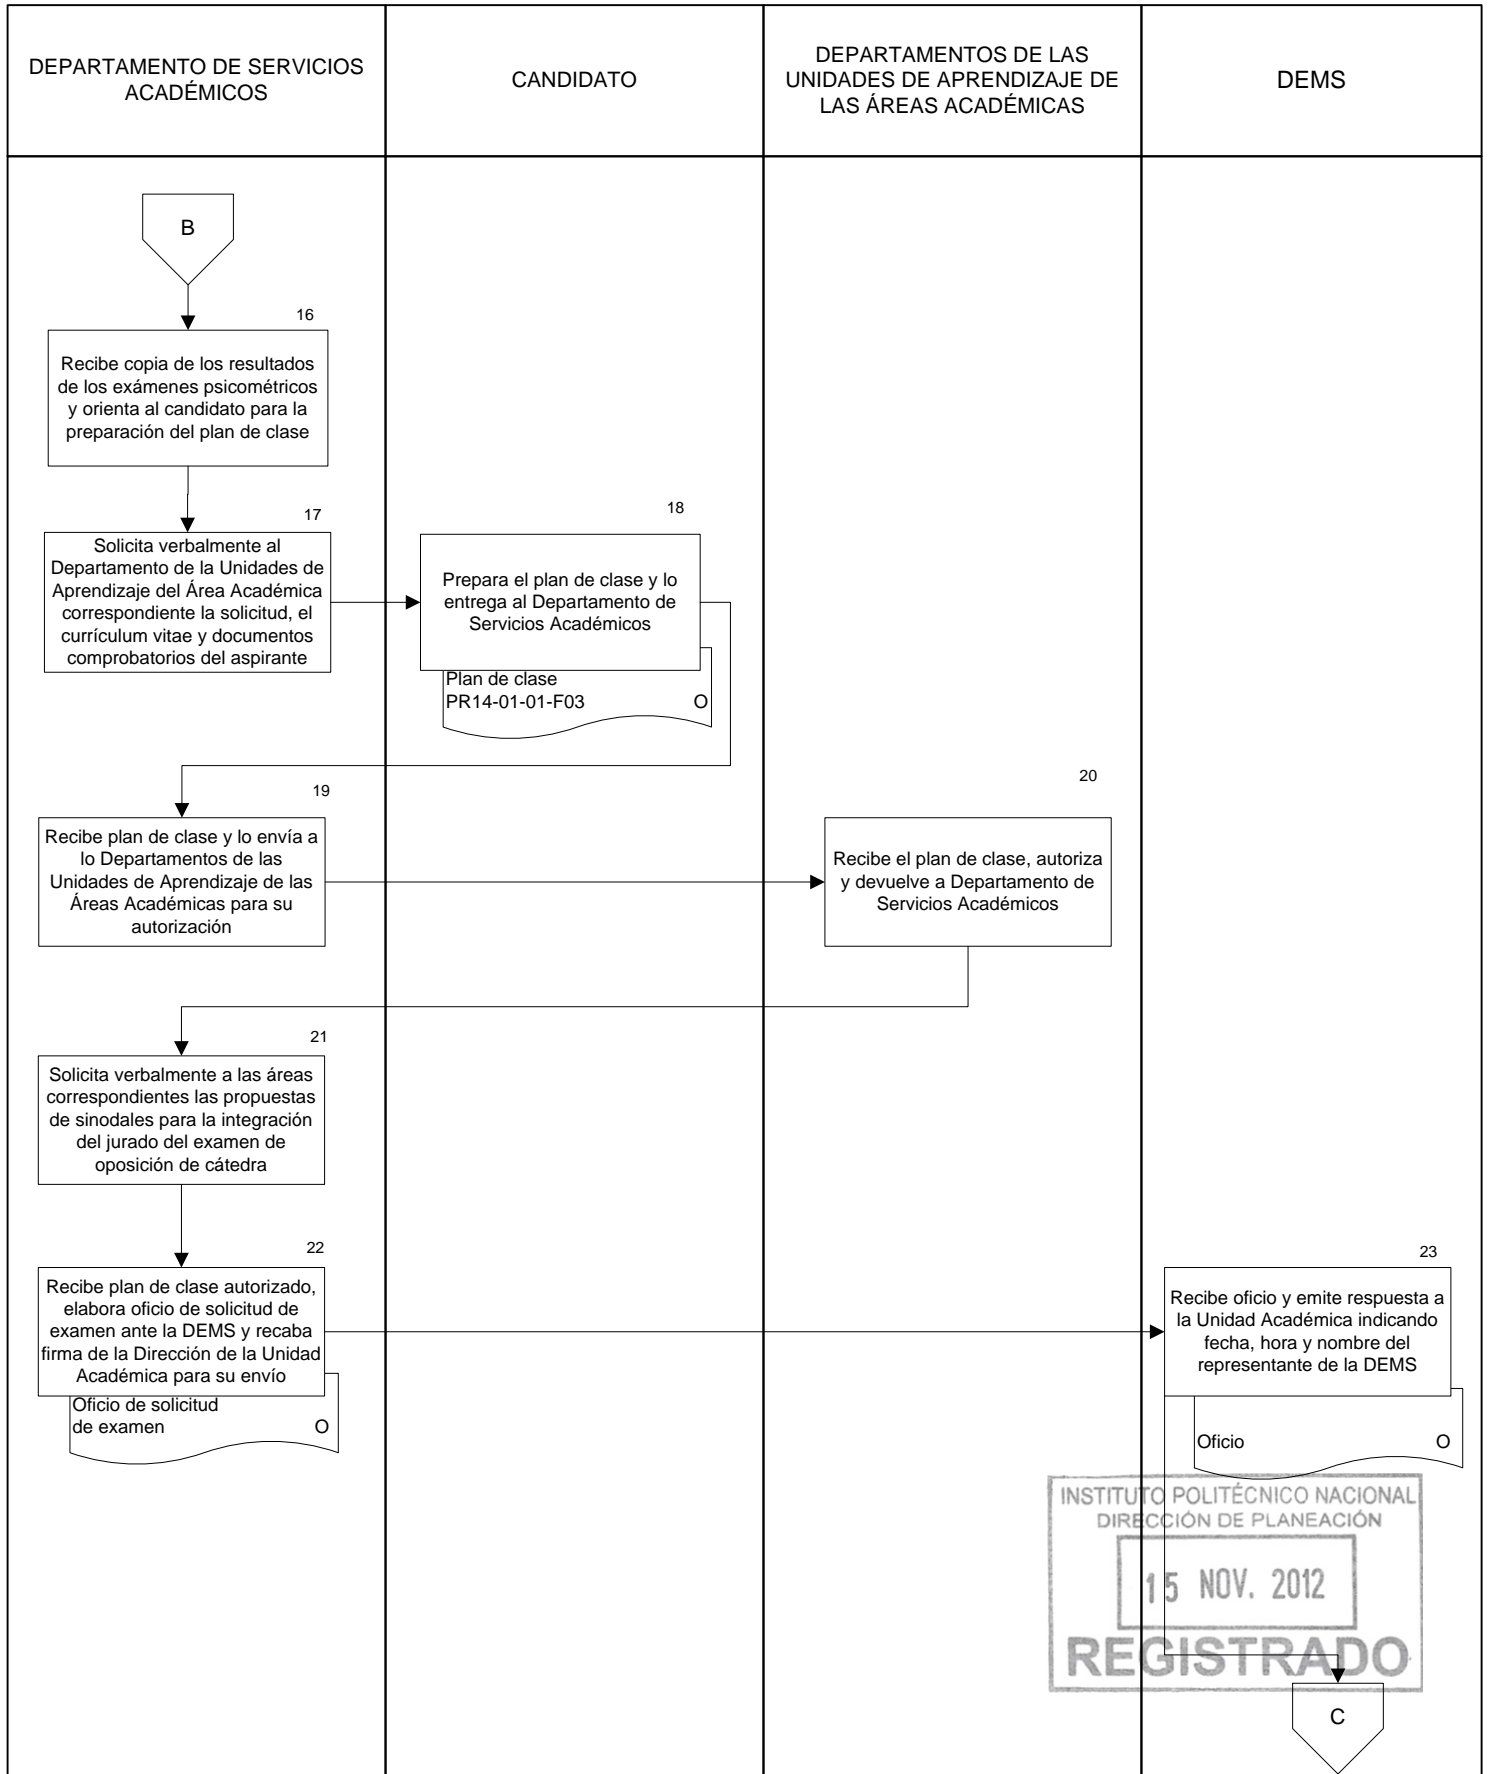 DEPARTAMENTO DE SERVICIOS
ACADÉMICOS
CANDIDATO
DEPARTAMENTOS DE LAS
UNIDADES DE APRENDIZAJE DE
LAS ÁREAS ACADÉMICAS
DEMS
B
16
Recibe copia de los resultados
de los exámenes psicométricos
y orienta al candidato para la
preparación del plan de clase
17
Solicita verbalmente al
Departamento de la Unidades de
Aprendizaje del Área Académica
correspondiente la solicitud, el
currículum vitae y documentos
comprobatorios del aspirante
18
Prepara el plan de clase y lo
entrega al Departamento de
Servicios Académicos
Plan de clase
PR14-01-01-F03 O
19
Recibe plan de clase y lo envía a
lo Departamentos de las
Unidades de Aprendizaje de las
Áreas Académicas para su
autorización
20
Recibe el plan de clase, autoriza
y devuelve a Departamento de
Servicios Académicos
21
Solicita verbalmente a las áreas
correspondientes las propuestas
de sinodales para la integración
del jurado del examen de
oposición de cátedra
22
Recibe plan de clase autorizado,
elabora oficio de solicitud de
examen ante la DEMS y recaba
firma de la Dirección de la Unidad
Académica para su envío
Oficio de solicitud
de examen O
23
Recibe oficio y emite respuesta a
la Unidad Académica indicando
fecha, hora y nombre del
representante de la DEMS
Oficio O
INSTITUTO POLITÉCNICO NACIONAL
DIRECCIÓN DE PLANEACIÓN
15 NOV. 2012
REGISTRADO
C